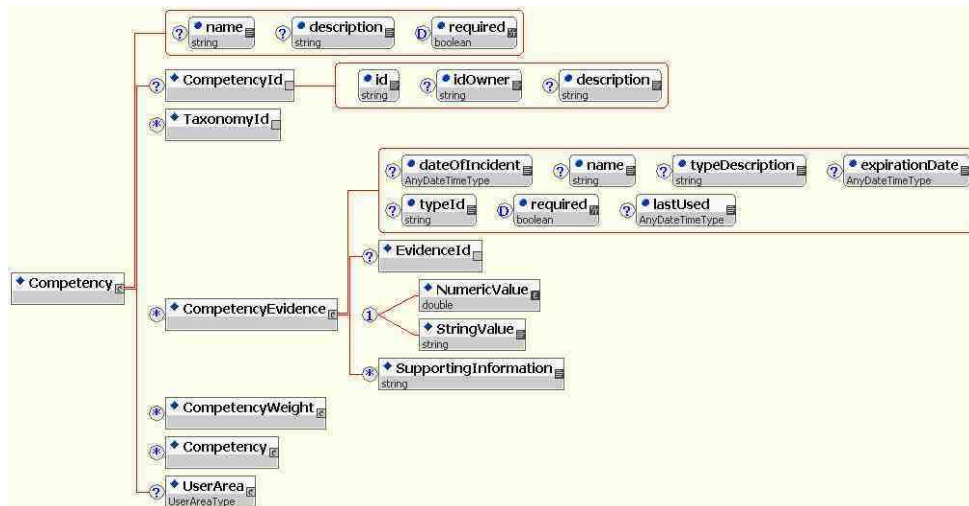 ? name string ? description string D required boolean
? CompetencyId id string ? idOwner string ? description string
* TaxonomyId
? dateOfIncident AnyDateTimeType ? name string ? typeDescription string ? expirationDate AnyDateTimeType
? typeId string D required boolean ? lastUsed AnyDateTimeType
? EvidenceId
Competency
* CompetencyEvidence
1 NumericValue double
StringValue string
* SupportingInformation string
* CompetencyWeight
* Competency
? UserArea UserAreaType